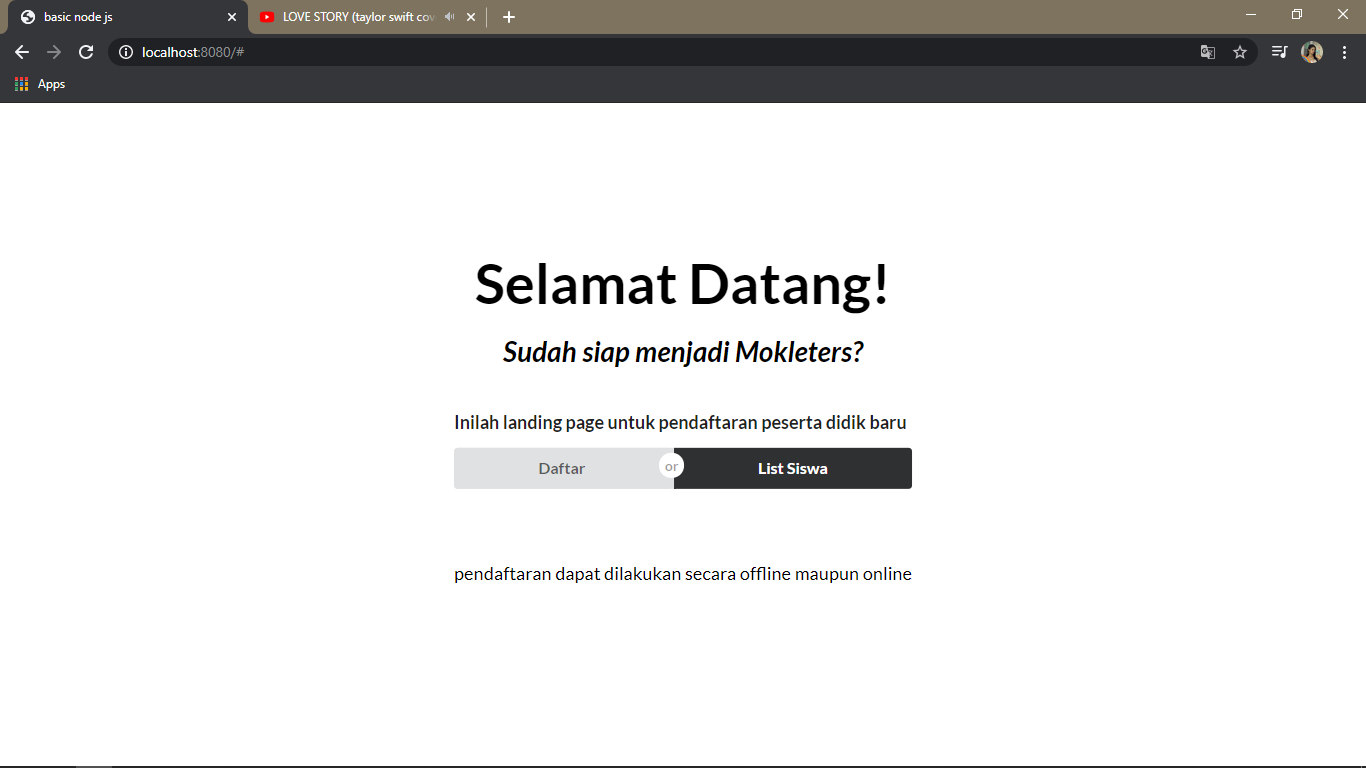 basic node js
LOVE STORY (taylor swift cov
localhost:8080/#
Apps
Selamat Datang!
Sudah siap menjadi Mokleters?
Inilah landing page untuk pendaftaran peserta didik baru
Daftar or List Siswa
pendaftaran dapat dilakukan secara offline maupun online